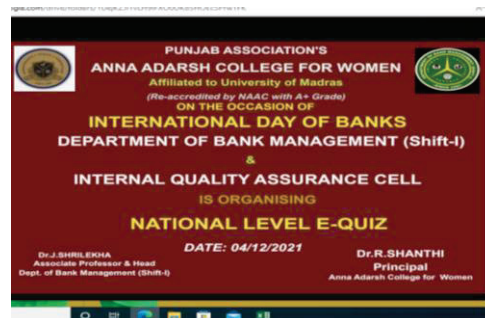 PUNJAB ASSOCIATION'S
ANNA ADARSH COLLEGE FOR WOMEN
Affiliated to University of Madras
(Re-accredited by NAAC with A+ Grade)
ON THE OCCASION OF
INTERNATIONAL DAY OF BANKS
DEPARTMENT OF BANK MANAGEMENT (Shift-I)
&
INTERNAL QUALITY ASSURANCE CELL
IS ORGANISING
NATIONAL LEVEL E-QUIZ
DATE: 04/12/2021
Dr.J.SHRILEKHA
Associate Professor & Head
Dept. of Bank Management (Shift-I)
Dr.R.SHANTHI
Principal
Anna Adarsh College for Women